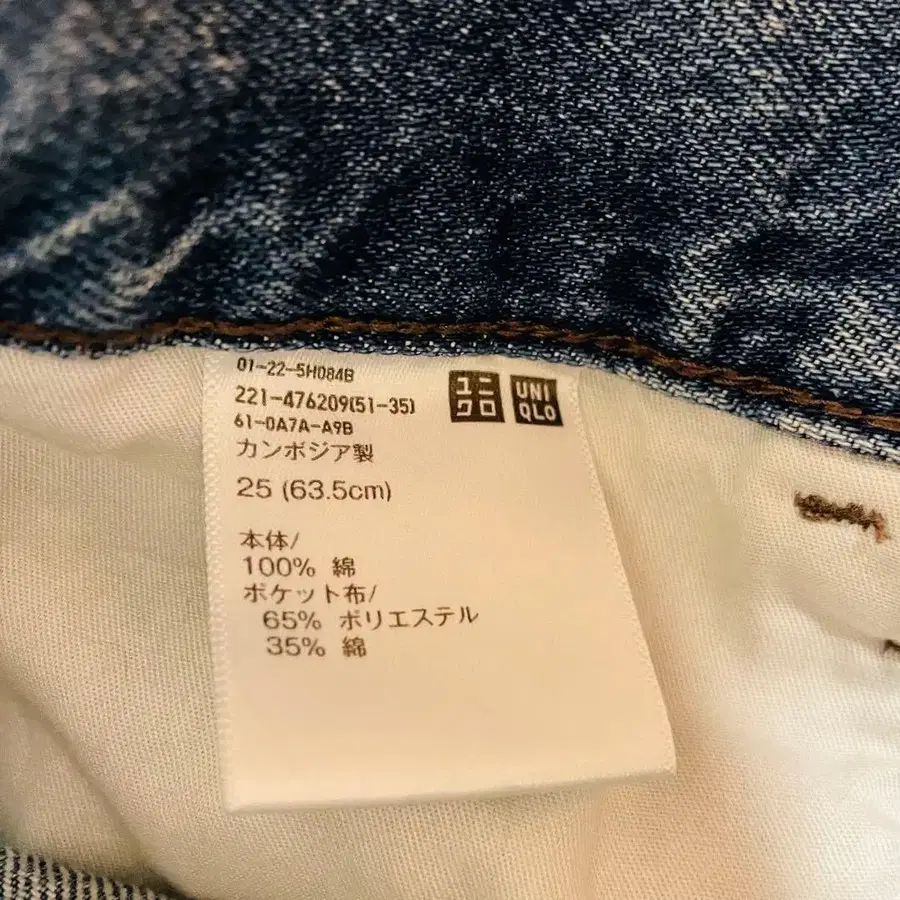 01-22-5H084B
221-476209(51-35)
61-0A7A-A9B
カンボジア製
25 (63.5cm)
本体/
100% 綿
ポケット布/
65% ポリエステル
35% 綿
ユニ
クロ
UNI
QLO